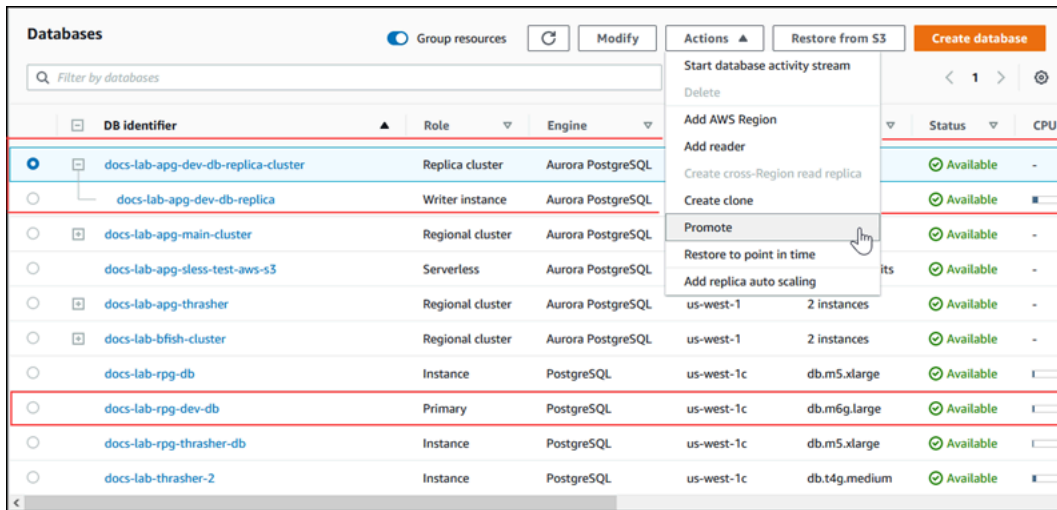 Databases Group resources Modify Actions ▲ Restore from S3 Create database
Filter by databases Start database activity stream < 1 >
Delete
DB identifier ▲ Role Engine Add AWS Region Status CPU
Add reader
docs-lab-apg-dev-db-replica-cluster Replica cluster Aurora PostgreSQL Create cross-Region read replica Available -
docs-lab-apg-dev-db-replica Writer instance Aurora PostgreSQL Create clone Available
docs-lab-apg-main-cluster Regional cluster Aurora PostgreSQL Promote Available -
Restore to point in time
docs-lab-apg-sless-test-aws-s3 Serverless Aurora PostgreSQL its Available
Add replica auto scaling
docs-lab-apg-thrasher Regional cluster Aurora PostgreSQL us-west-1 2 instances Available -
docs-lab-bfish-cluster Regional cluster Aurora PostgreSQL us-west-1 2 instances Available -
docs-lab-rpg-db Instance PostgreSQL us-west-1c db.m5.xlarge Available
docs-lab-rpg-dev-db Primary PostgreSQL us-west-1c db.m6g.large Available
docs-lab-rpg-thrasher-db Instance PostgreSQL us-west-1c db.m5.xlarge Available
docs-lab-thrasher-2 Instance PostgreSQL us-west-1c db.t4g.medium Available